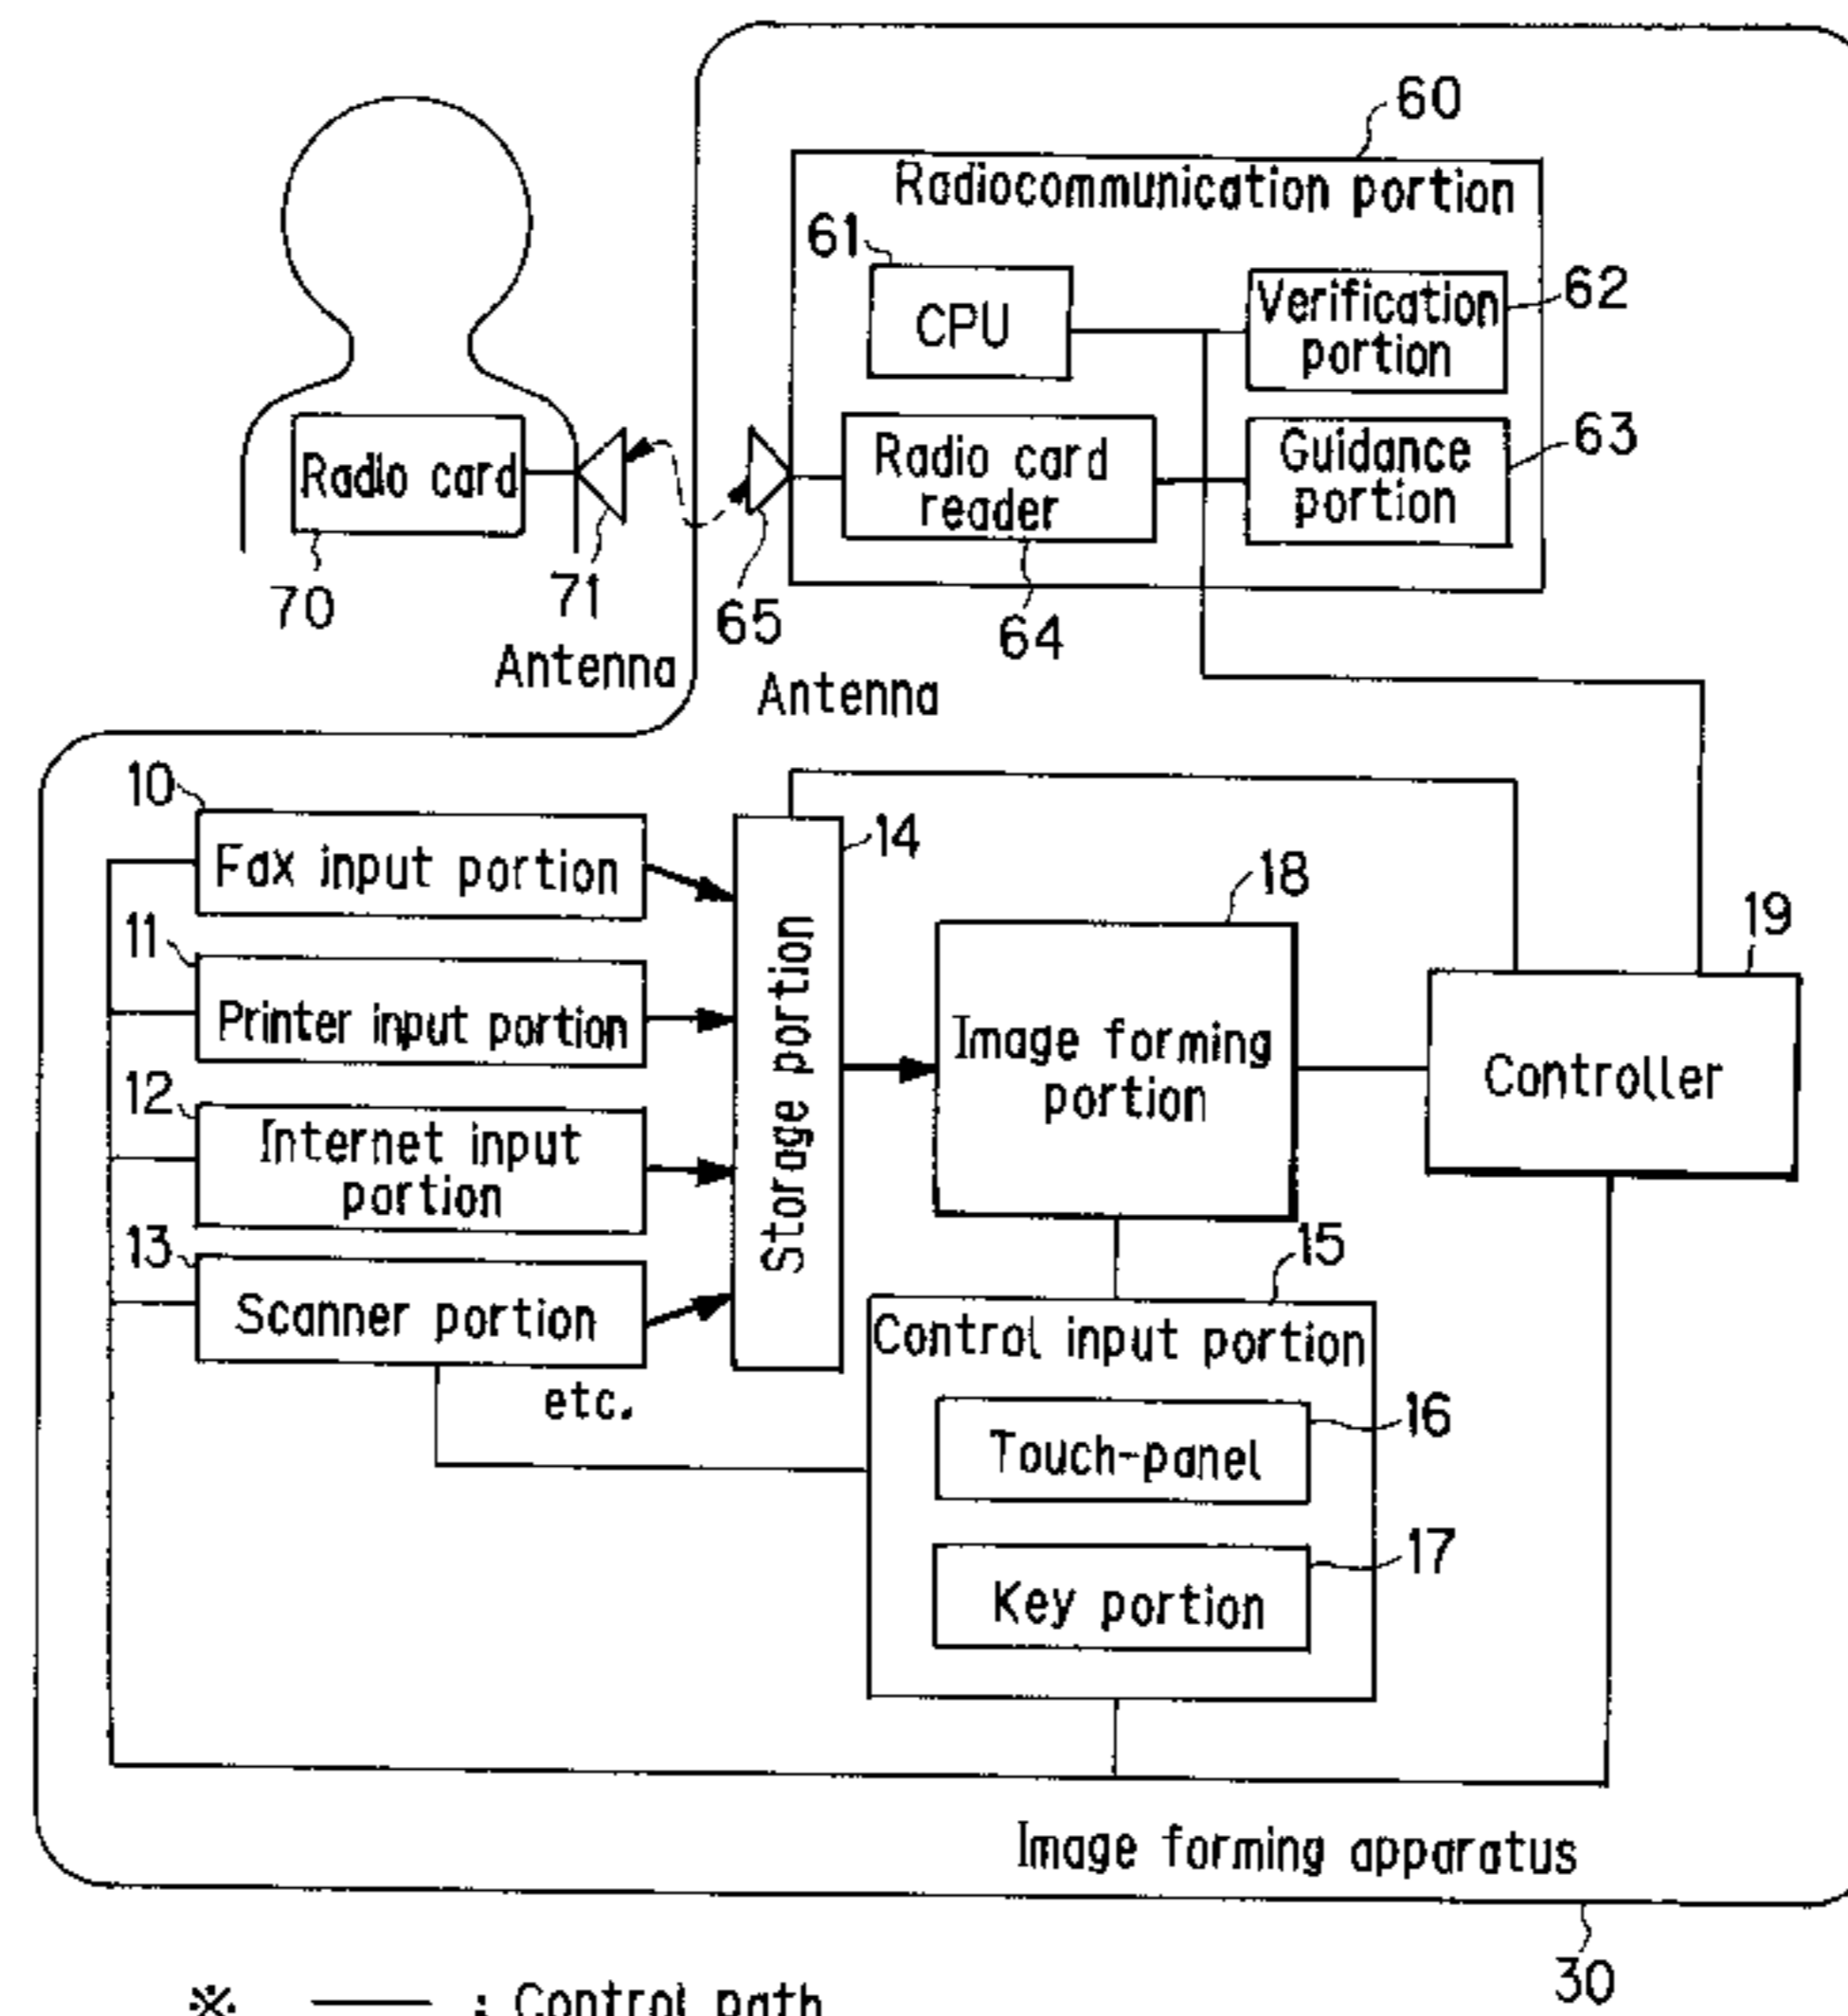 60
Radiocommunication portion
61
CPU
Verification
portion
62
Radio card
70
71
Antenna
65
Antenna
Radio card
reader
64
Guidance
portion
63
10
Fax input portion
11
Printer input portion
12
Internet input
portion
13
Scanner portion
etc.
Storage portion
14
18
Image forming
portion
19
Controller
15
Control input portion
Touch-panel
16
Key portion
17
Image forming apparatus
30
※ —— : Control path